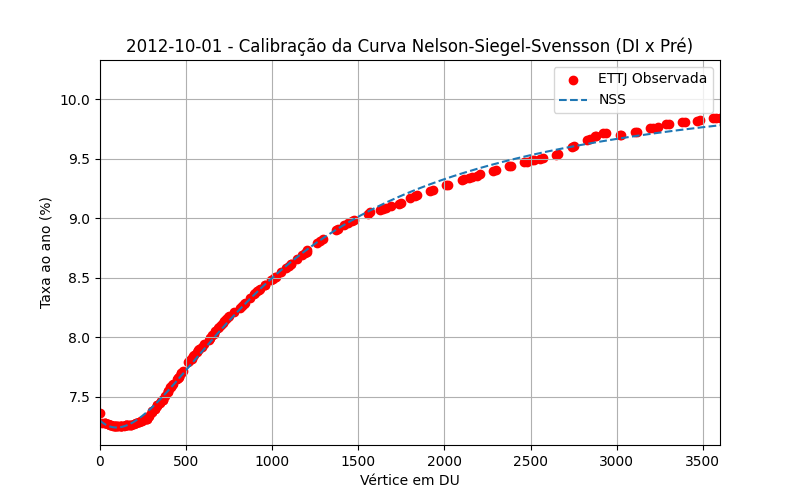 2012-10-01 - Calibração da Curva Nelson-Siegel-Svensson (DI x Pré)
ETTJ Observada
NSS
Taxa ao ano (%)
10.0
9.5
9.0
8.5
8.0
7.5
0 500 1000 1500 2000 2500 3000 3500
Vértice em DU